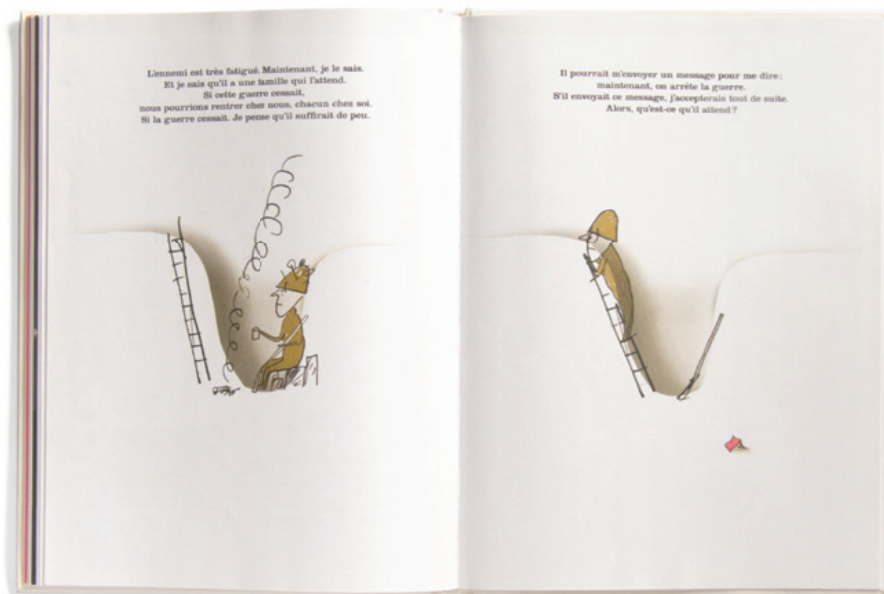 L'ennemi est très fatigué. Maintenant, je le sais.
Et je sais qu'il a une famille qui l'attend.
Si cette guerre cessait,
nous pourrions rentrer chez nous, chacun chez soi.
Si la guerre cessait. Je pense qu'il suffirait de peu.
Il pourrait m'envoyer un message pour me dire :
maintenant, on arrête la guerre.
S'il envoyait ce message, j'accepterais tout de suite.
Alors, qu'est-ce qu'il attend ?